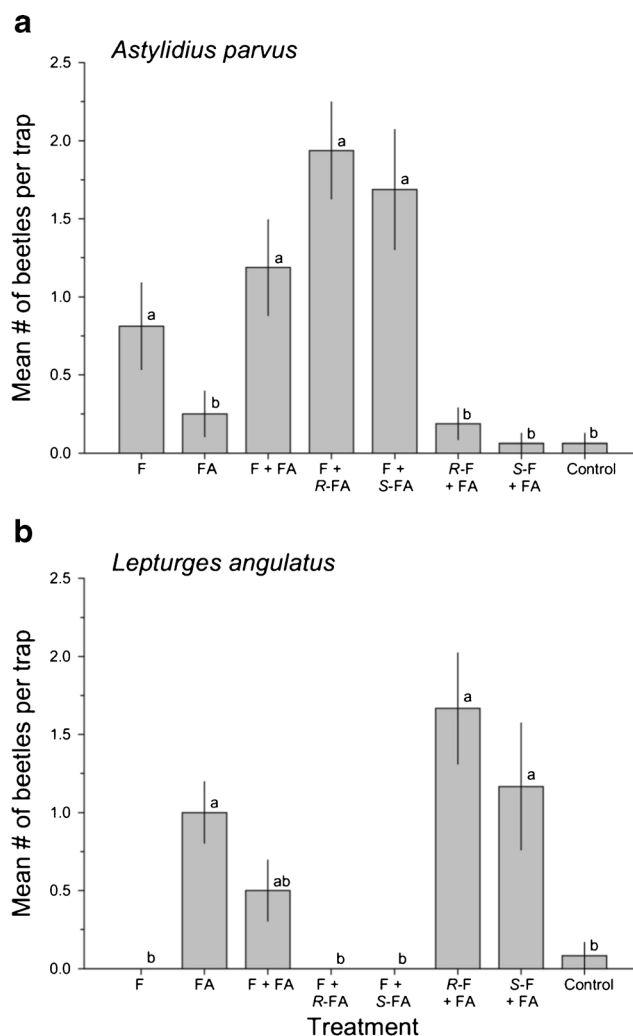 a
Astylidius parvus
Mean # of beetles per trap
2.5
2.0
1.5
1.0
0.5
0.0
a
b
a
a
a
b
b
b
F
FA
F + FA
F +
R-FA
F +
S-FA
R-F
+ FA
S-F
+ FA
Control
b
Lepturges angulatus
Mean # of beetles per trap
2.5
2.0
1.5
1.0
0.5
0.0
b
a
ab
b
b
a
a
b
F
FA
F + FA
F +
R-FA
F +
S-FA
R-F
+ FA
S-F
+ FA
Control
Treatment